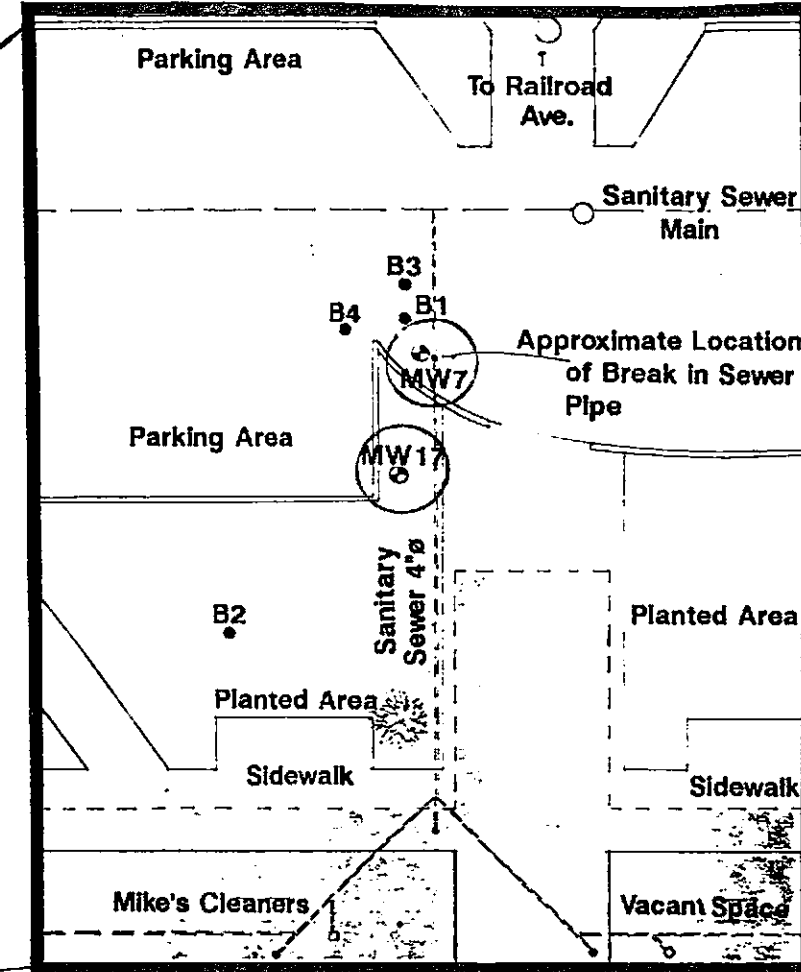 Parking Area
To Railroad
Ave.
Sanitary Sewer
Main
B3
B1
B4
Approximate Location
of Break in Sewer
Pipe
MW7
Parking Area
MW17
Sanitary
Sewer 4"ø
B2
Planted Area
Planted Area
Sidewalk
Sidewalk
Mike's Cleaners
Vacant Space